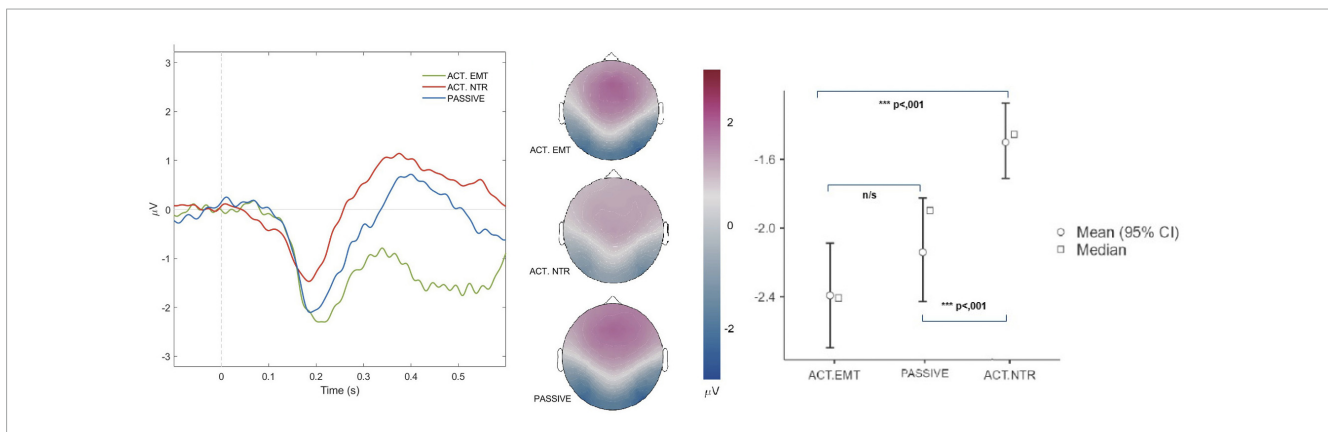 3
2
1
0
-1
-2
-3
μV
0
0.1
0.2
0.3
0.4
0.5
Time (s)
ACT. EMT
ACT. NTR
PASSIVE
ACT. EMT
ACT. NTR
PASSIVE
2
0
-2
μV
-1.6
-2.0
-2.4
*** p<,001
n/s
*** p<,001
ACT.EMT
PASSIVE
ACT.NTR
Mean (95% CI)
Median